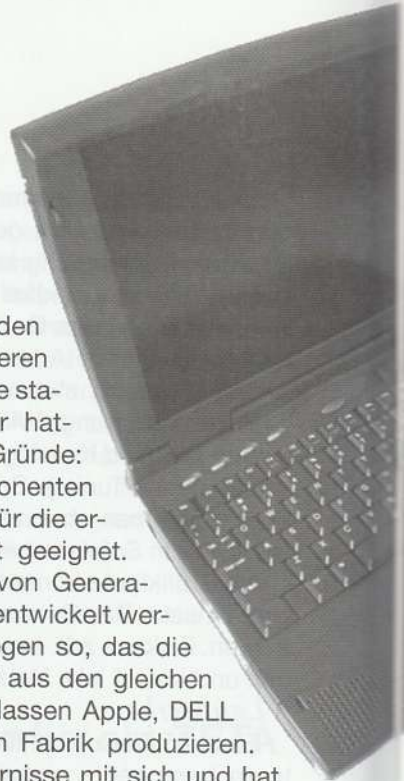 den
eren
e sta-
r hat-
Gründe:
onenten
für die er-
t geeignet.
von Genera-
entwickelt wer-
gen so, das die
aus den gleichen
lassen Apple, DELL
n Fabrik produzieren.
rnisse mit sich und hat